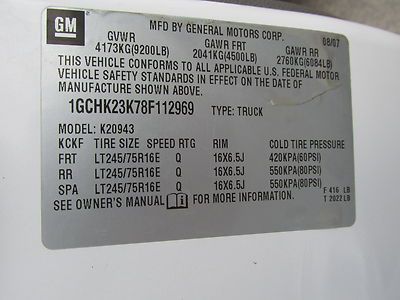 GM
MFD BY GENERAL MOTORS CORP. 08/07
GVWR GAWR FRT GAWR RR
4173KG(9200LB) 2041KG(4500LB) 2760KG(6084LB)
THIS VEHICLE CONFORMS TO ALL APPLICABLE U.S. FEDERAL MOTOR
VEHICLE SAFETY STANDARDS IN EFFECT ON THE DATE OF
MANUFACTURE SHOWN ABOVE.
1GCHK23K78F112969 TYPE: TRUCK
MODEL: K20943
KCKF TIRE SIZE SPEED RTG RIM COLD TIRE PRESSURE
FRT LT245/75R16E Q 16X6.5J 420KPA(60PSI)
RR LT245/75R16E Q 16X6.5J 550KPA(80PSI)
SPA LT245/75R16E Q 16X6.5J 550KPA(80PSI)
SEE OWNER'S MANUAL FOR MORE INFORMATION. F 416 LB
T 2022 LB